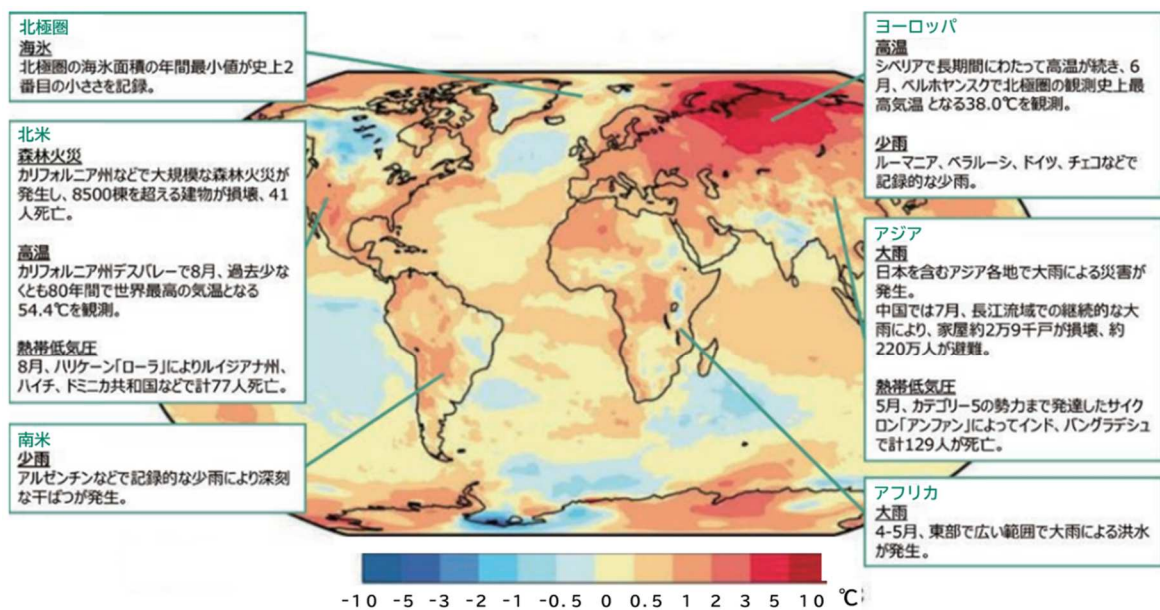 北極圏
海氷
北極圏の海氷面積の年間最小値が史上2
番目の小ささを記録。
北米
森林火災
カリフォルニア州などで大規模な森林火災が
発生し、8500棟を超える建物が損壊、41
人死亡。
高温
カリフォルニア州デスバレーで8月、過去少な
くとも80年間で世界最高の気温となる
54.4℃を観測。
熱帯低気圧
8月、ハリケーン「ローラ」によりルイジアナ州、
ハイチ、ドミニカ共和国などで計77人死亡。
南米
少雨
アルゼンチンなどで記録的な少雨により深刻
な干ばつが発生。
ヨーロッパ
高温
シベリアで長期間にわたって高温が続き、6
月、ベルホヤンスクで北極圏の観測史上最
高気温 となる38.0℃を観測。
少雨
ルーマニア、ベラルーシ、ドイツ、チェコなどで
記録的な少雨。
アジア
大雨
日本を含むアジア各地で大雨による災害が
発生。
中国では7月、長江流域での継続的な大
雨により、家屋約2万9千戸が損壊、約
220万人が避難。
熱帯低気圧
5月、カテゴリー5の勢力まで発達したサイク
ロン「アンファン」によってインド、バングラデシュ
で計129人が死亡。
アフリカ
大雨
4-5月、東部で広い範囲で大雨による洪水
が発生。
-10 -5 -3 -2 -1 -0.5 0 0.5 1 2 3 5 10 ℃